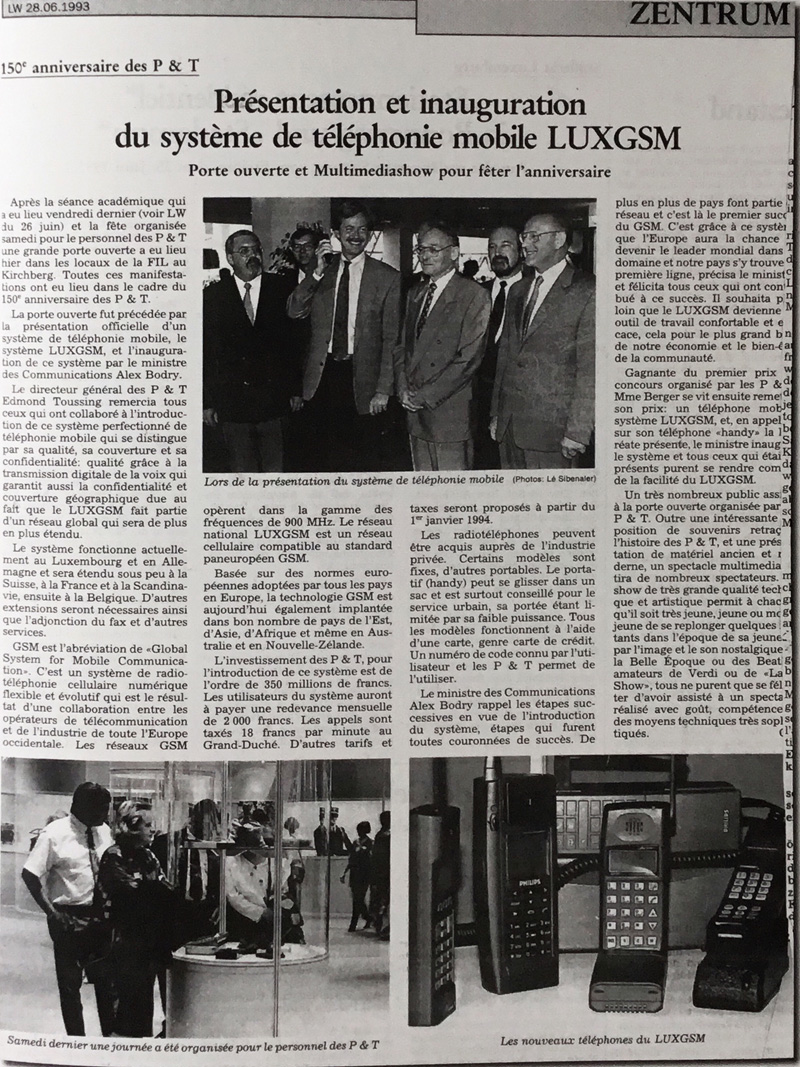 LW 28.06.1993
ZENTRUM
150e anniversaire des P & T
Présentation et inauguration
du système de téléphonie mobile LUXGSM
Porte ouverte et Multimediashow pour fêter l'anniversaire
Après la séance académique qui
a eu lieu vendredi dernier (voir LW
du 26 juin) et la fête organisée
samedi pour le personnel des P & T
une grande porte ouverte a eu lieu
hier dans les locaux de la FIL au
Kirchberg. Toutes ces manifesta-
tions ont eu lieu dans le cadre du
150e anniversaire des P & T.
La porte ouverte fut précédée par
la présentation officielle d'un
système de téléphonie mobile, le
système LUXGSM, et l'inaugura-
tion de ce système par le ministre
des Communications Alex Bodry.
Le directeur général des P & T
Edmond Toussing remercia tous
ceux qui ont collaboré à l'introduc-
tion de ce système perfectionné de
téléphonie mobile qui se distingue
par sa qualité, sa couverture et sa
confidentialité: qualité grâce à la
transmission digitale de la voix qui
garantit aussi la confidentialité et
couverture géographique due au
fait que le LUXGSM fait partie
d'un réseau global qui sera de plus
en plus étendu.
Le système fonctionne actuelle-
ment au Luxembourg et en Alle-
magne et sera étendu sous peu à la
Suisse, à la France et à la Scandina-
vie, ensuite à la Belgique. D'autres
extensions seront nécessaires ainsi
que l'adjonction du fax et d'autres
services.
GSM est l'abréviation de «Global
System for Mobile Communica-
tion». C'est un système de radio-
téléphonie cellulaire numérique
flexible et évolutif qui est le résul-
tat d'une collaboration entre les
opérateurs de télécommunication
et de l'industrie de toute l'Europe
occidentale. Les réseaux GSM
Lors de la présentation du système de téléphonie mobile (Photos: Lé Sibenaler)
opèrent dans la gamme des
fréquences de 900 MHz. Le réseau
national LUXGSM est un réseau
cellulaire compatible au standard
paneuropéen GSM.
Basée sur des normes euro-
péennes adoptées par tous les pays
en Europe, la technologie GSM est
aujourd'hui également implantée
dans bon nombre de pays de l'Est,
d'Asie, d'Afrique et même en Aus-
tralie et en Nouvelle-Zélande.
L'investissement des P & T, pour
l'introduction de ce système est de
l'ordre de 350 millions de francs.
Les utilisateurs du système auront
à payer une redevance mensuelle
de 2 000 francs. Les appels sont
taxés 18 francs par minute au
Grand-Duché. D'autres tarifs et
taxes seront proposés à partir du
1er janvier 1994.
Les radiotéléphones peuvent
être acquis auprès de l'industrie
privée. Certains modèles sont
fixes, d'autres portables. Le porta-
tif (handy) peut se glisser dans un
sac et est surtout conseillé pour le
service urbain, sa portée étant li-
mitée par sa faible puissance. Tous
les modèles fonctionnent à l'aide
d'une carte, genre carte de crédit.
Un numéro de code connu par l'uti-
lisateur et les P & T permet de
l'utiliser.
Le ministre des Communications
Alex Bodry rappel les étapes suc-
cessives en vue de l'introduction
du système, étapes qui furent
toutes couronnées de succès. De
plus en plus de pays font partie
réseau et c'est là le premier suc
du GSM. C'est grâce à ce systè
que l'Europe aura la chance
devenir le leader mondial dans
domaine et notre pays s'y trouve
première ligne, précisa le minist
et félicita tous ceux qui ont con
bué à ce succès. Il souhaita p
loin que le LUXGSM devienne
outil de travail confortable et e
cace, cela pour le plus grand b
de notre économie et le bien-
de la communauté.
Gagnante du premier prix
concours organisé par les P &
Mme Berger se vit ensuite reme
son prix: un téléphone mob
système LUXGSM, et, en appel
sur son téléphone «handy» la l
réate présente, le ministre inaug
le système et tous ceux qui étai
présents purent se rendre com
de la facilité du LUXGSM.
Un très nombreux public ass
à la porte ouverte organisée par
P & T. Outre une intéressante
position de souvenirs retraç
l'histoire des P & T, et une prés
tation de matériel ancien et
derne, un spectacle multimedia
tira de nombreux spectateurs.
show de très grande qualité tec
que et artistique permit à chac
qu'il soit très jeune, jeune ou mo
jeune de se replonger quelques
tants dans l'époque de sa jeune
par l'image et le son nostalgique
la Belle Époque ou des Beat
amateurs de Verdi ou de «La
Show», tous ne purent que se fél
ter d'avoir assisté à un specta
réalisé avec goût, compétence
des moyens techniques très sop
tiqués.
PHILIPS
Samedi dernier une journée a été organisée pour le personnel des P & T
Les nouveaux téléphones du LUXGSM